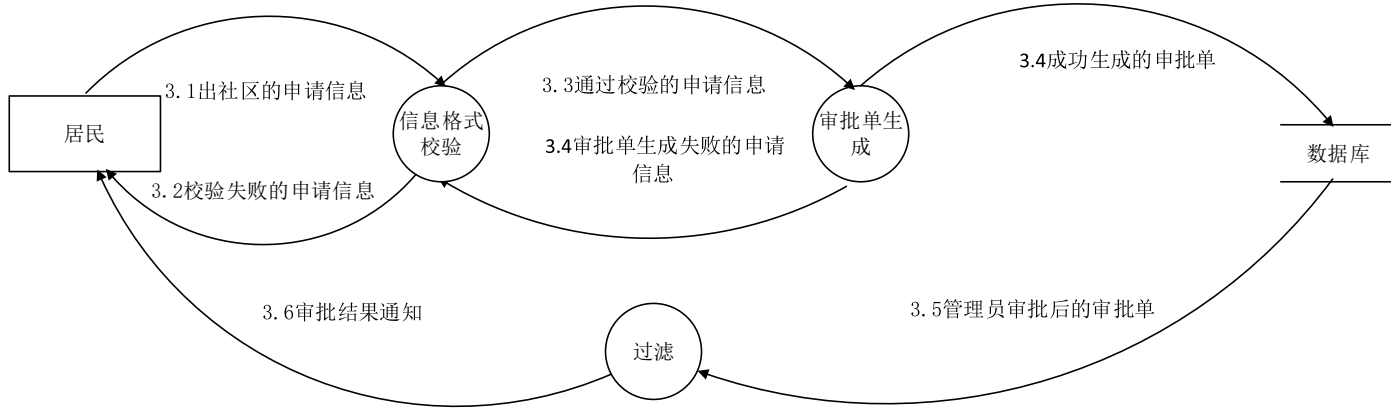 3.4成功生成的审批单
3.1出社区的申请信息
3.3通过校验的申请信息
居民
信息格式
校验
审批单生
成
3.4审批单生成失败的申请
信息
数据库
3.2校验失败的申请信息
3.6审批结果通知
3.5管理员审批后的审批单
过滤